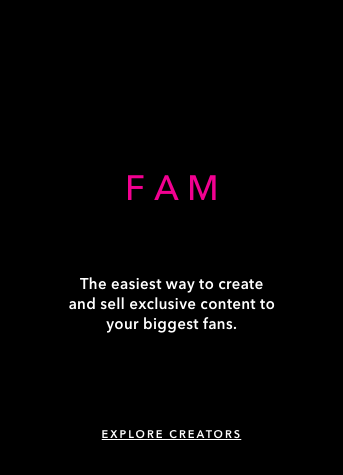 FAM
The easiest way to create
and sell exclusive content to
your biggest fans.
EXPLORE CREATORS